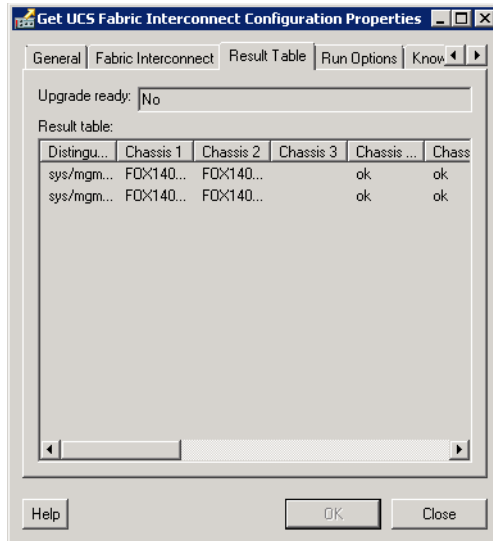 Get UCS Fabric Interconnect Configuration Properties
General Fabric Interconnect Result Table Run Options Know
Upgrade ready: No
Result table:
Distingu... Chassis 1 Chassis 2 Chassis 3 Chassis ... Chass
sys/mgm... FOX140... FOX140... ok ok
sys/mgm... FOX140... FOX140... ok ok
Help OK Close